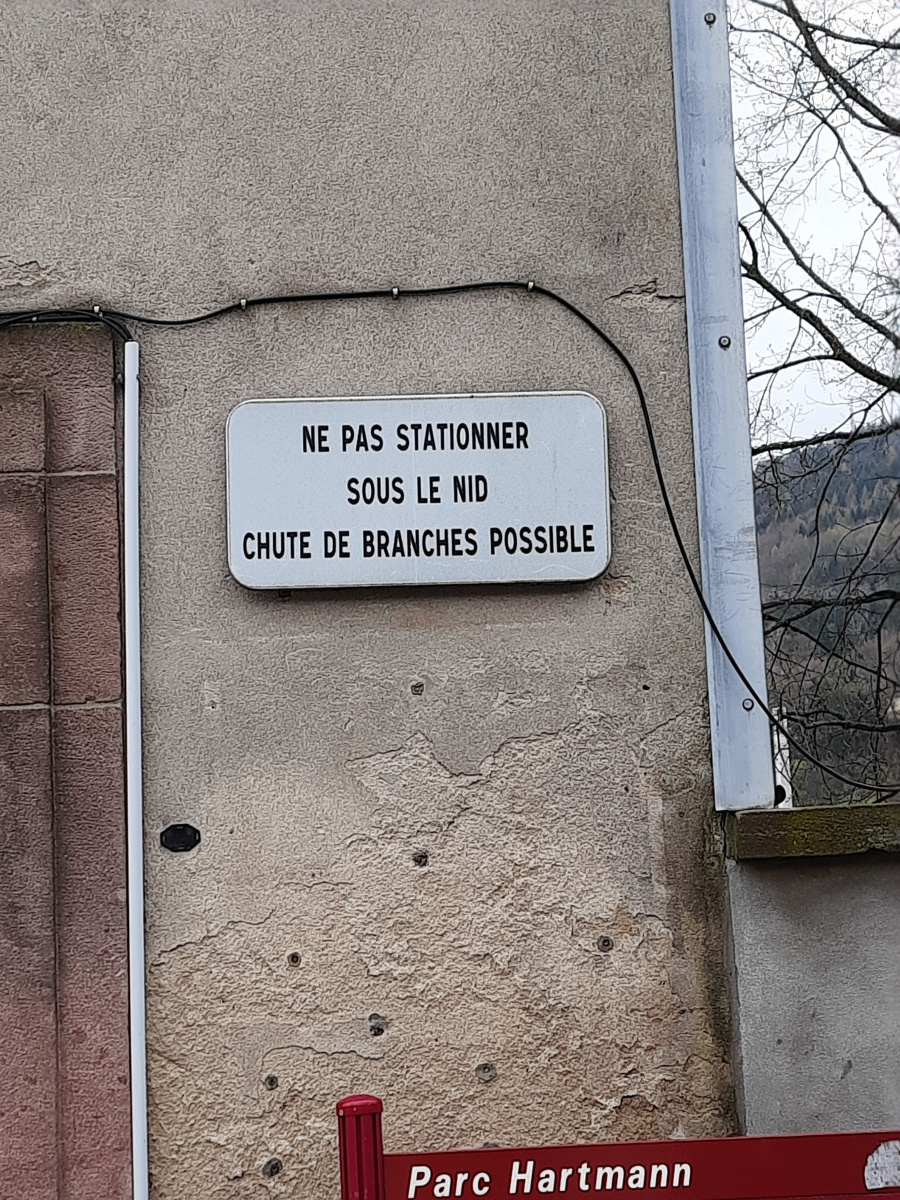 NE PAS STATIONNER
SOUS LE NID
CHUTE DE BRANCHES POSSIBLE
Parc Hartmann